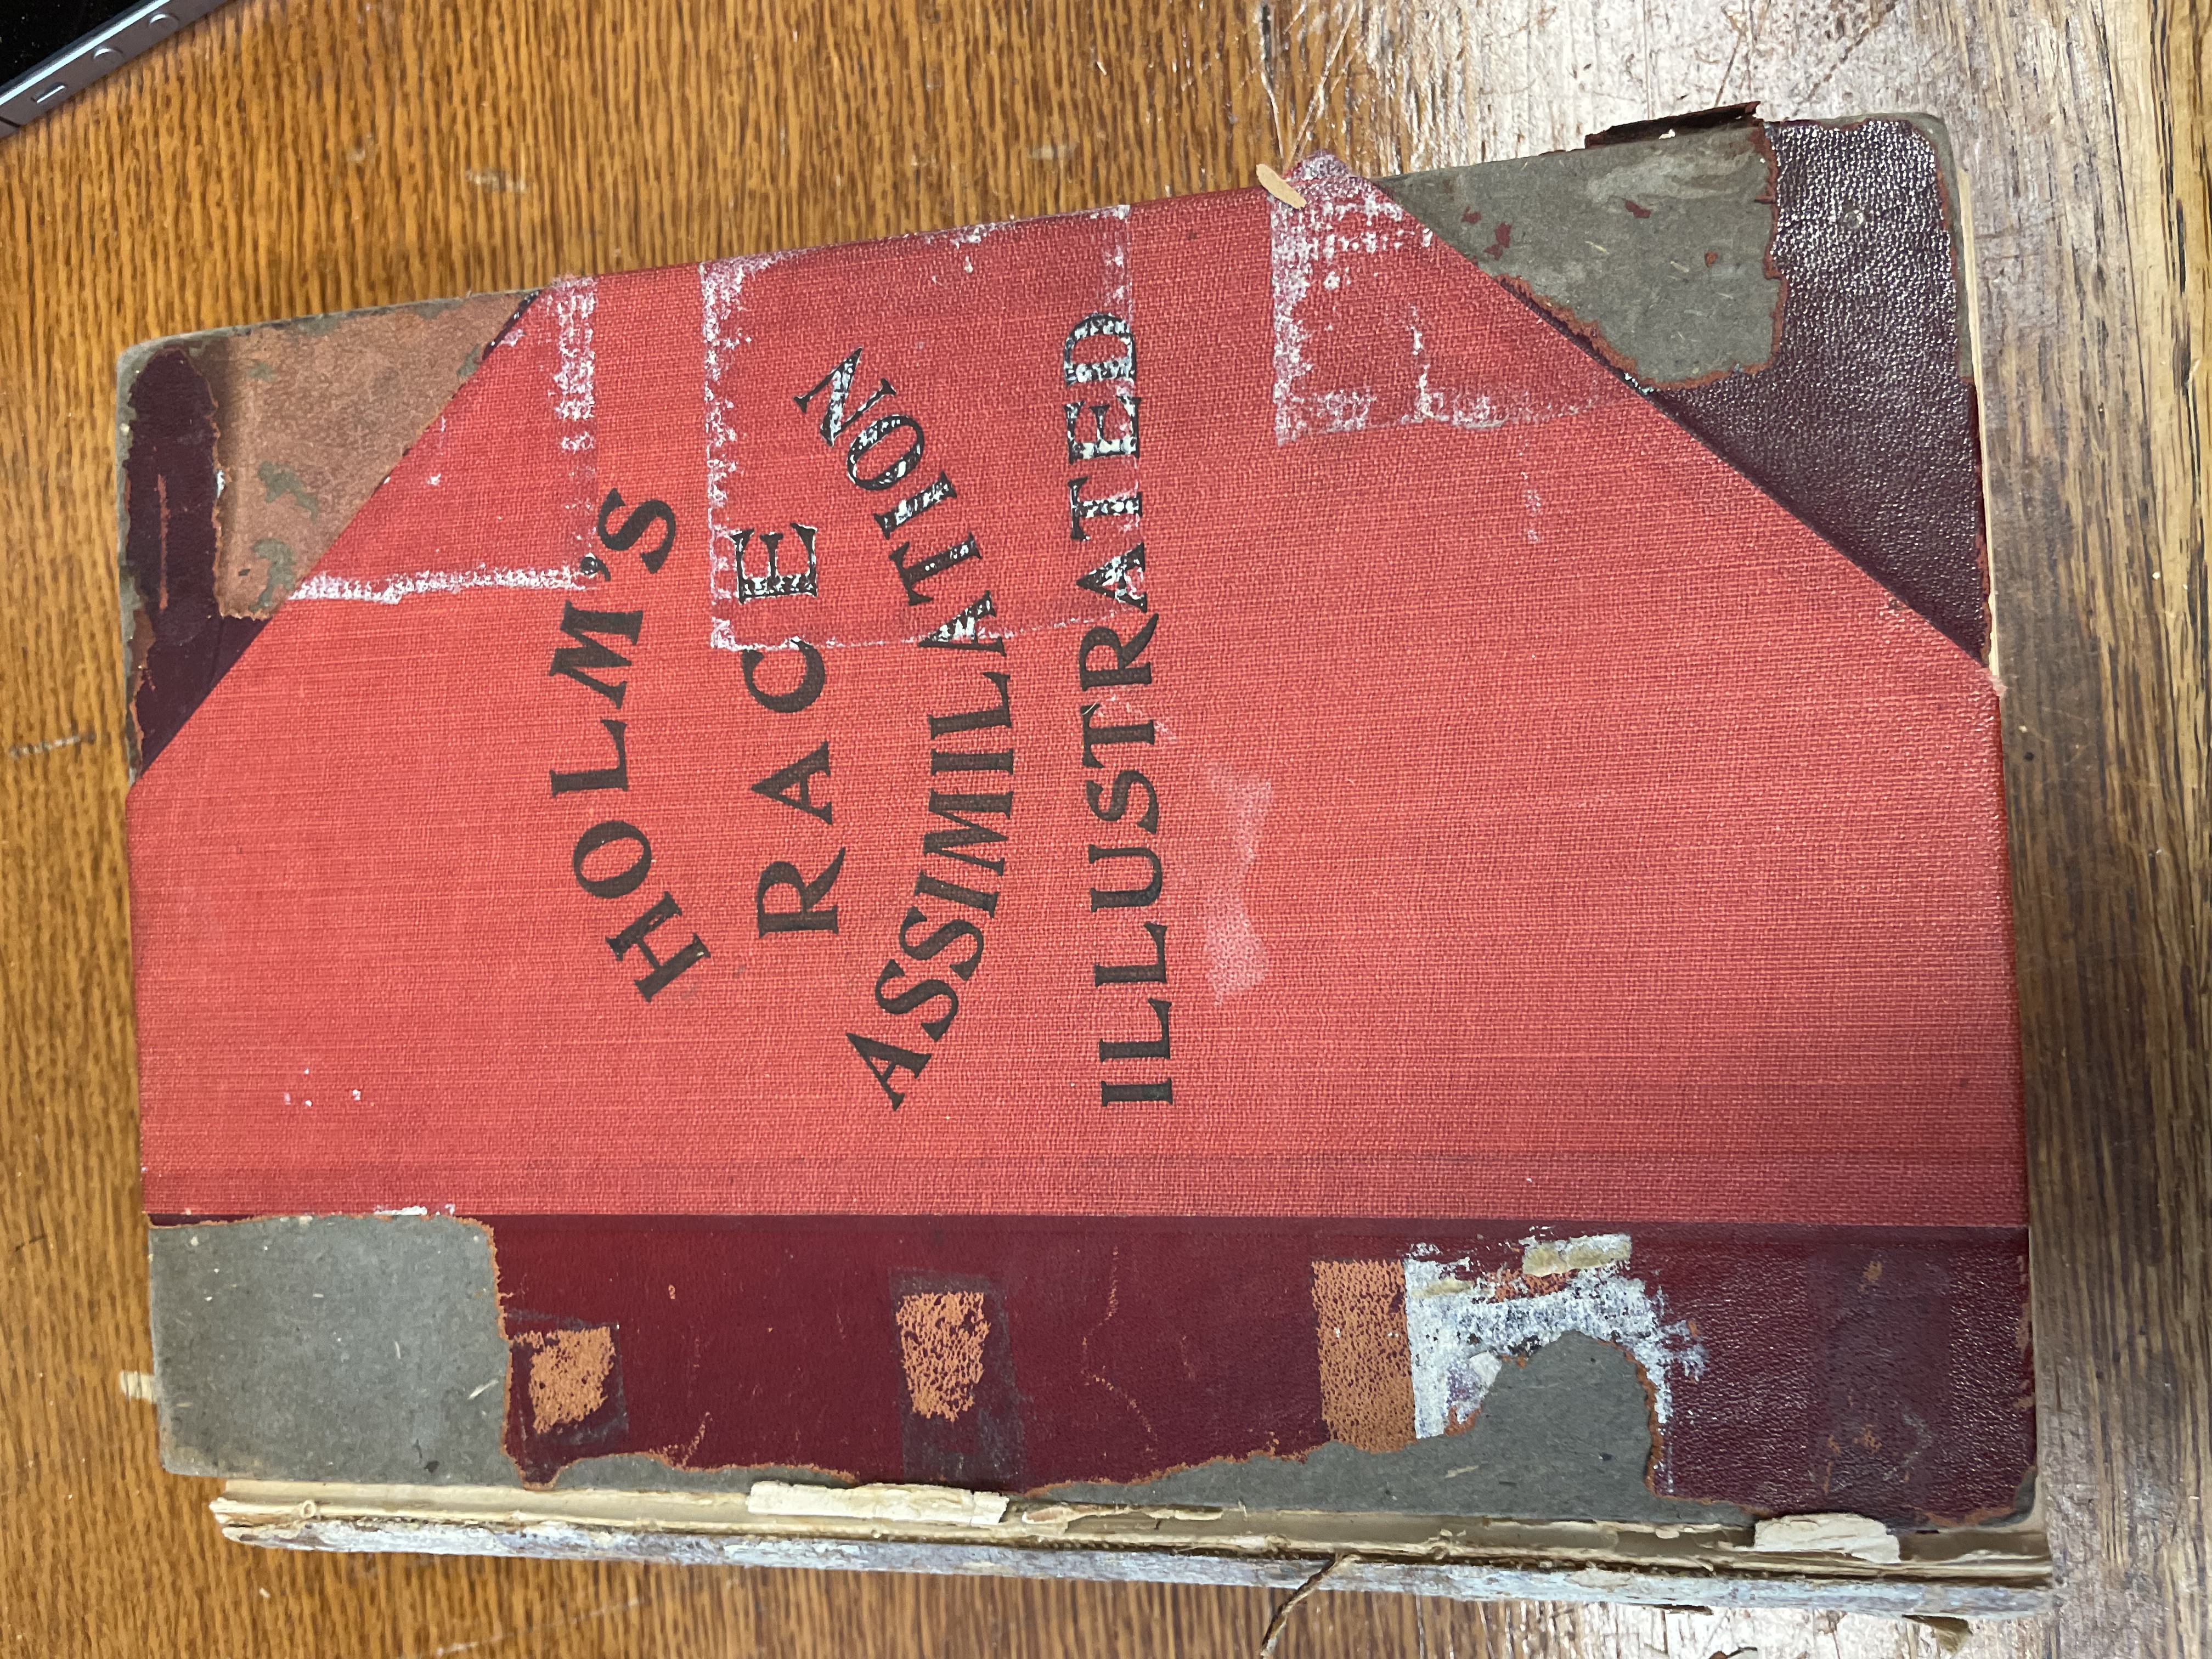 HOLM'S
RACE
ASSIMILATION
ILLUSTRATED